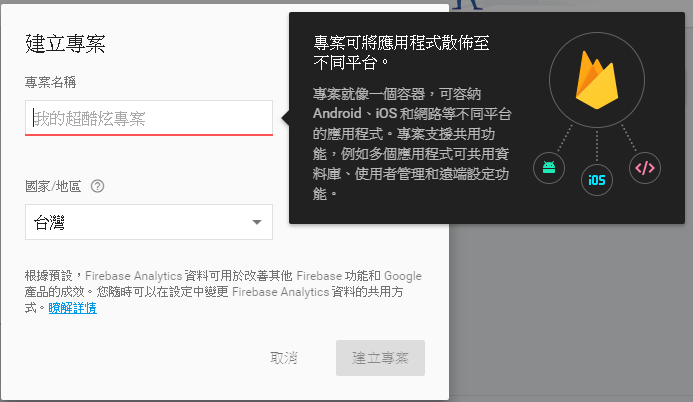 建立專案
專案名稱
我的超酷炫專案
國家/地區 ?
台灣
根據預設，Firebase Analytics 資料可用於改善其他 Firebase 功能和 Google
產品的成效。您隨時可以在設定中變更 Firebase Analytics 資料的共用方
式。瞭解詳情
取消
建立專案
專案可將應用程式散佈至
不同平台。
專案就像一個容器，可容納
Android、iOS 和網路等不同平台
的應用程式。專案支援共用功
能，例如多個應用程式可共用資
料庫、使用者管理和遠端設定功
能。
iOS